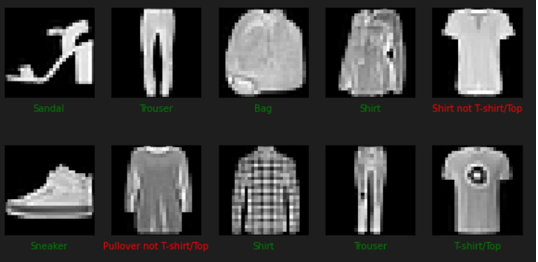 Sandal
Trouser
Bag
Shirt
Shirt not T-shirt/Top
Sneaker
Pullover not T-shirt/Top
Shirt
Trouser
T-shirt/Top